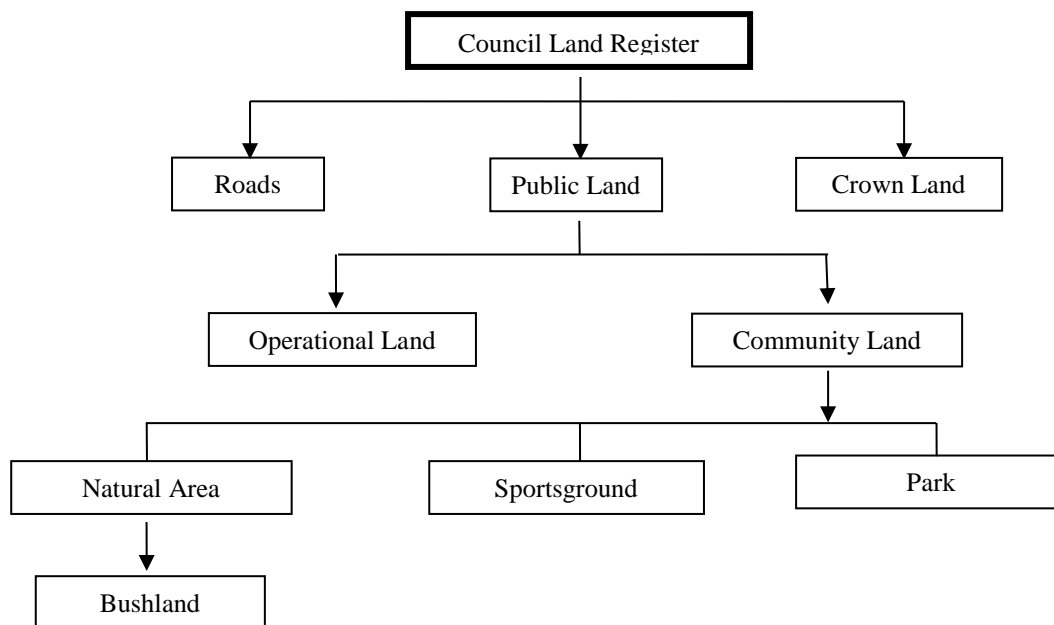 Council Land Register
Roads
Public Land
Crown Land
Operational Land
Community Land
Natural Area
Sportsground
Park
Bushland